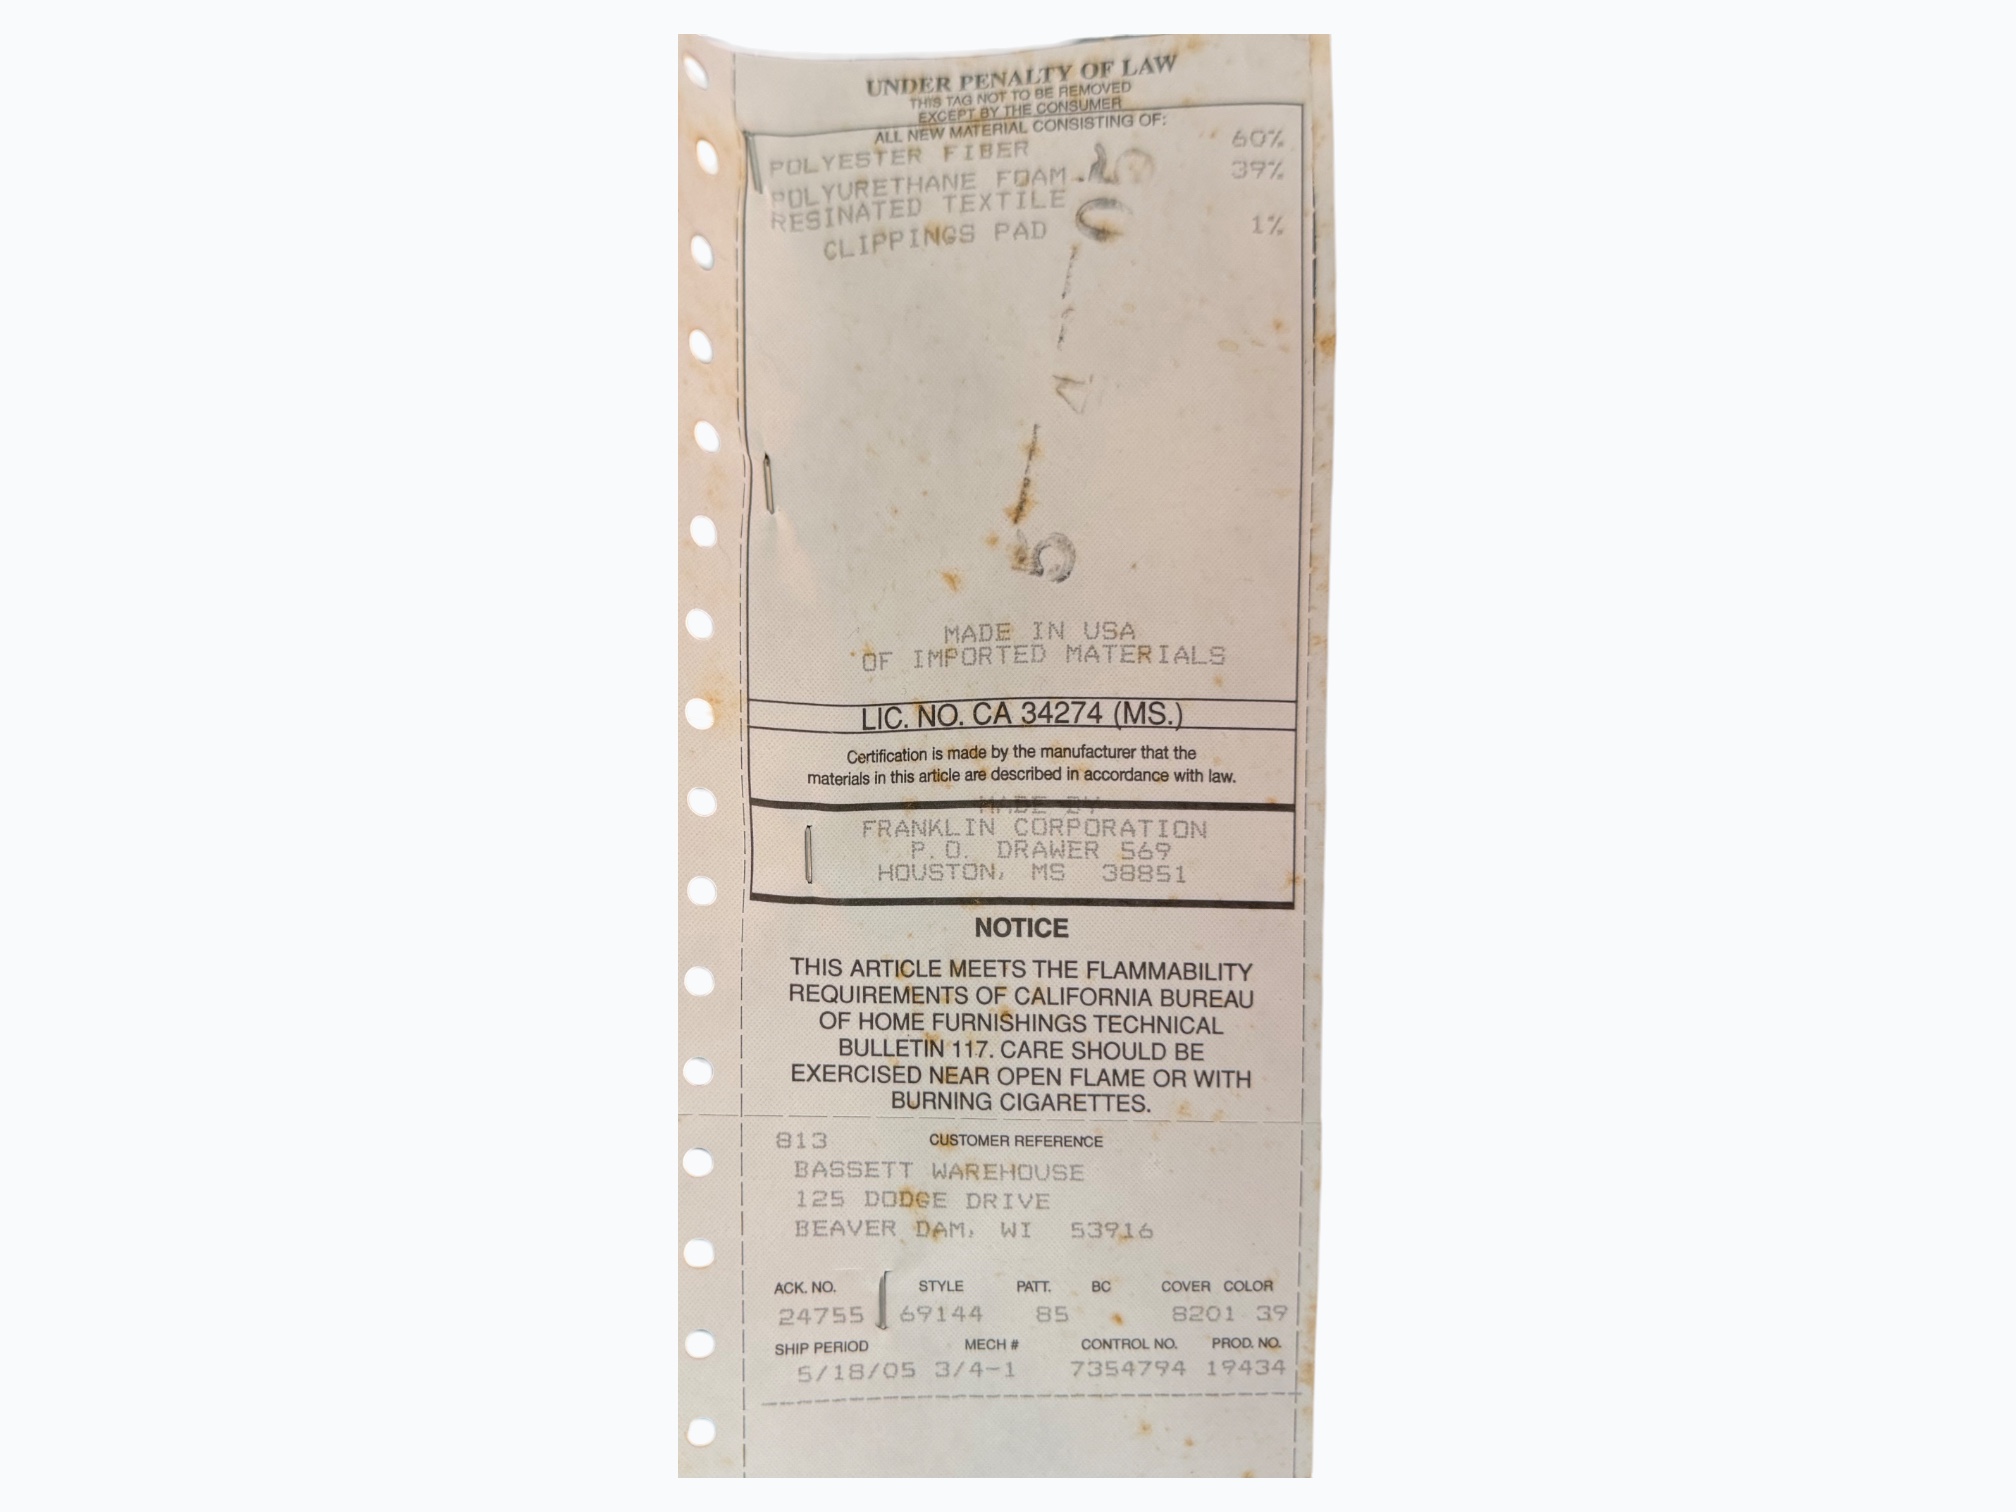 UNDER PENALTY OF LAW
THIS TAG NOT TO BE REMOVED
EXCEPT BY THE CONSUMER
ALL NEW MATERIAL CONSISTING OF:
POLYESTER FIBER 60%
POLYURETHANE FOAM 39%
RESINATED TEXTILE
CLIPPINGS PAD 1%
MADE IN USA
OF IMPORTED MATERIALS
LIC. NO. CA 34274 (MS.)
Certification is made by the manufacturer that the
materials in this article are described in accordance with law.
MADE BY
FRANKLIN CORPORATION
P.O. DRAWER 569
HOUSTON, MS 38851
NOTICE
THIS ARTICLE MEETS THE FLAMMABILITY
REQUIREMENTS OF CALIFORNIA BUREAU
OF HOME FURNISHINGS TECHNICAL
BULLETIN 117. CARE SHOULD BE
EXERCISED NEAR OPEN FLAME OR WITH
BURNING CIGARETTES.
813 CUSTOMER REFERENCE
BASSETT WAREHOUSE
125 DODGE DRIVE
BEAVER DAM, WI 53916
ACK. NO. STYLE PATT. BC COVER COLOR
24755 69144 85 8201 39
SHIP PERIOD MECH # CONTROL NO. PROD. NO.
5/18/05 3/4-1 7354794 19434